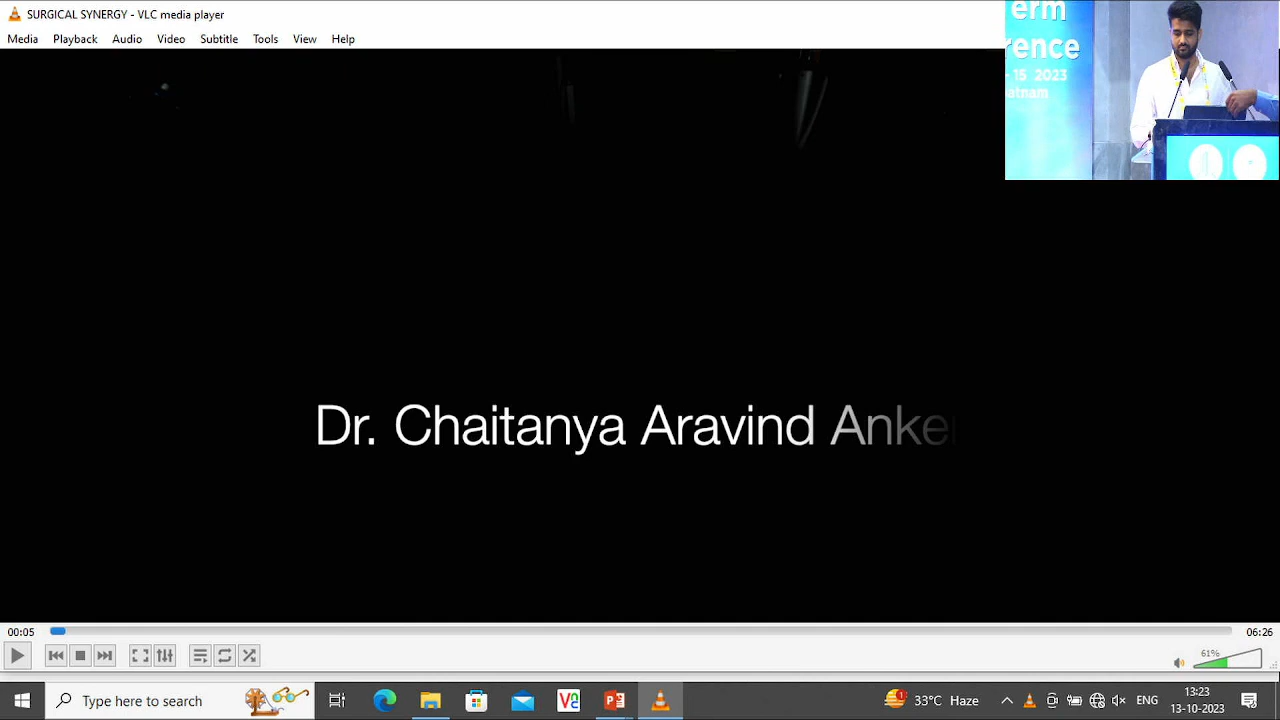 SURGICAL SYNERGY - VLC media player
Media Playback Audio Video Subtitle Tools View Help
erm
rence
- 15 2023
atnam
Dr. Chaitanya Aravind Anke
00:05
06:26
61%
Type here to search
33°C Haze
ENG
13:23
13-10-2023